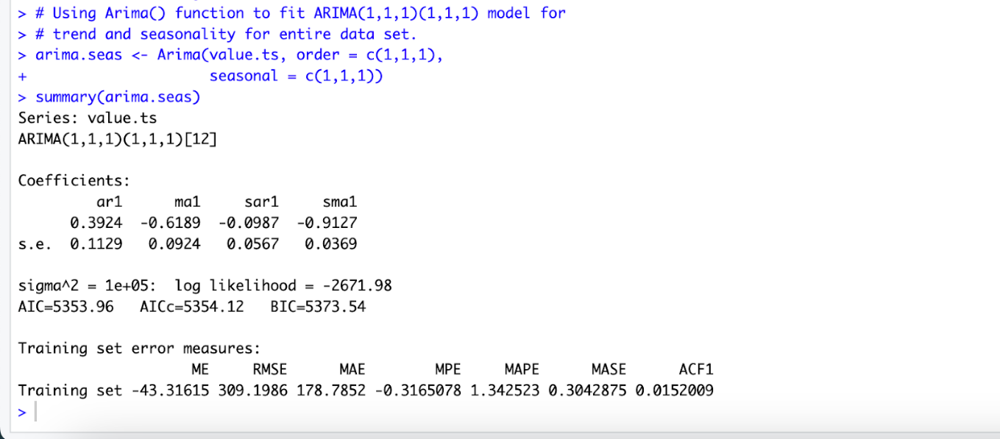 > # Using Arima() function to fit ARIMA(1,1,1)(1,1,1) model for
> # trend and seasonality for entire data set.
> arima.seas <- Arima(value.ts, order = c(1,1,1),
+                     seasonal = c(1,1,1))
> summary(arima.seas)
Series: value.ts
ARIMA(1,1,1)(1,1,1)[12]

Coefficients:
         ar1      ma1     sar1     sma1
      0.3924  -0.6189  -0.0987  -0.9127
s.e.  0.1129   0.0924   0.0567   0.0369

sigma^2 = 1e+05:  log likelihood = -2671.98
AIC=5353.96   AICc=5354.12   BIC=5373.54

Training set error measures:
                    ME     RMSE      MAE        MPE     MAPE      MASE      ACF1
Training set -43.31615 309.1986 178.7852 -0.3165078 1.342523 0.3042875 0.0152009
>